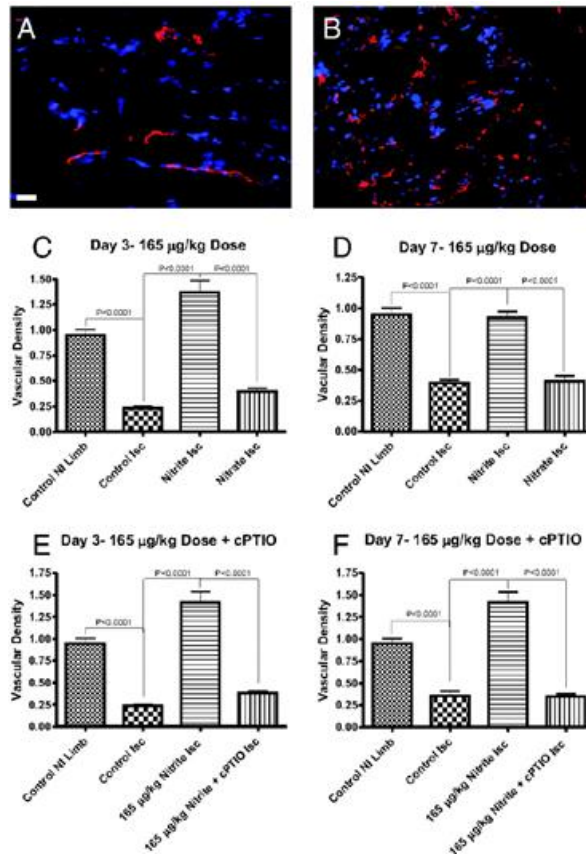 A
B
C
Day 3- 165 µg/kg Dose
Vascular Density
1.50
1.25
1.00
0.75
0.50
0.25
0.00
P<0.0001
P<0.0001
P<0.0001
Control NI Limb
Control Isc
Nitrite Isc
Nitrate Isc
D
Day 7- 165 µg/kg Dose
Vacular Density
1.25
1.00
0.75
0.50
0.25
0.00
P<0.0001
P<0.0001
P<0.0001
Control NI Limb
Control Isc
Nitrite Isc
Nitrate Isc
E
Day 3- 165 µg/kg Dose + cPTIO
Vascular Density
1.75
1.50
1.25
1.00
0.75
0.50
0.25
0.00
P<0.0001
P<0.0001
P<0.0001
Control NI Limb
Control Isc
165 µg/kg Nitrite Isc
165 µg/kg Nitrite + cPTIO Isc
F
Day 7- 165 µg/kg Dose + cPTIO
Vascular Density
1.75
1.50
1.25
1.00
0.75
0.50
0.25
0.00
P<0.0001
P<0.0001
P<0.0001
Control NI Limb
Control Isc
165 µg/kg Nitrite Isc
165 µg/kg Nitrite + cPTIO Isc